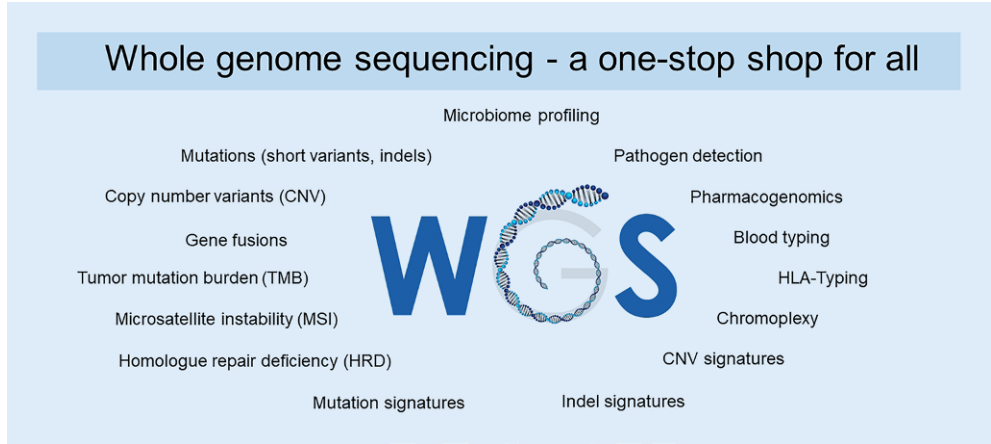 Whole genome sequencing - a one-stop shop for all
Microbiome profiling
Mutations (short variants, indels)
Pathogen detection
Copy number variants (CNV)
Pharmacogenomics
Gene fusions
Blood typing
Tumor mutation burden (TMB)
HLA-Typing
Microsatellite instability (MSI)
Chromoplexy
Homologue repair deficiency (HRD)
CNV signatures
Mutation signatures
Indel signatures
WGS